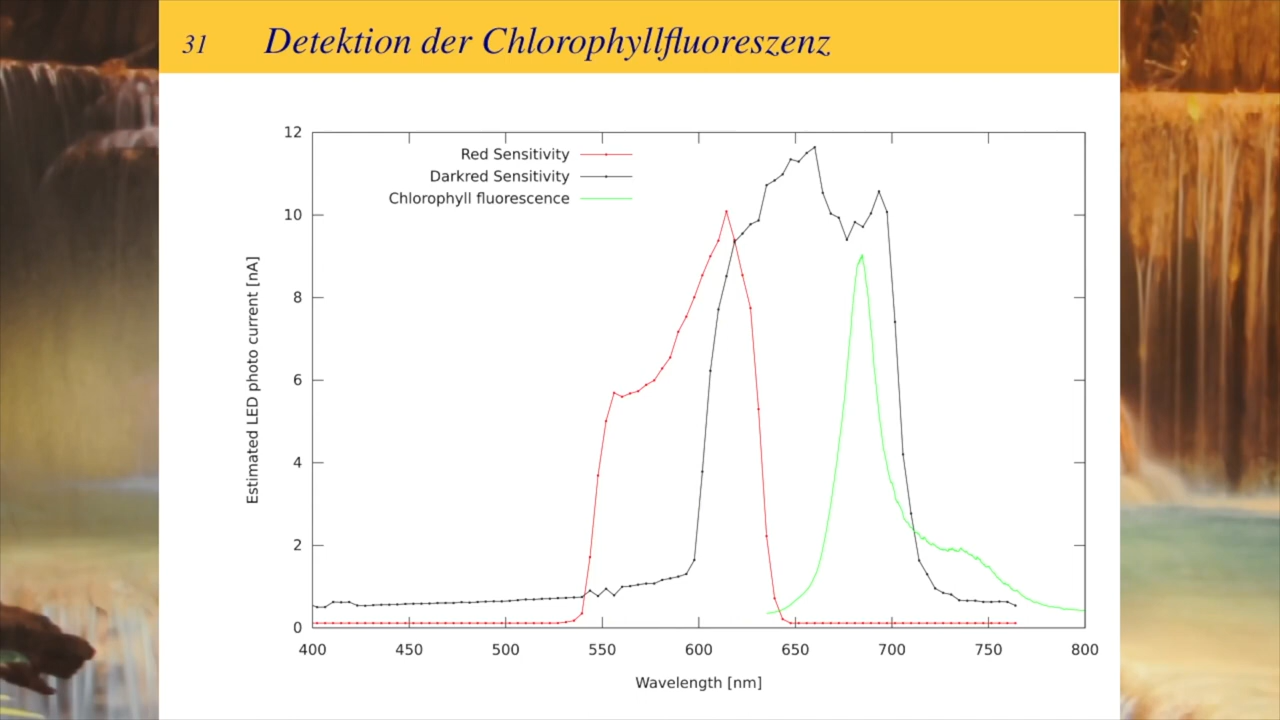 31 Detektion der Chlorophyllfluoreszenz
12
10
8
6
4
2
0
Estimated LED photo current [nA]
Red Sensitivity
Darkred Sensitivity
Chlorophyll fluorescence
400 450 500 550 600 650 700 750 800
Wavelength [nm]